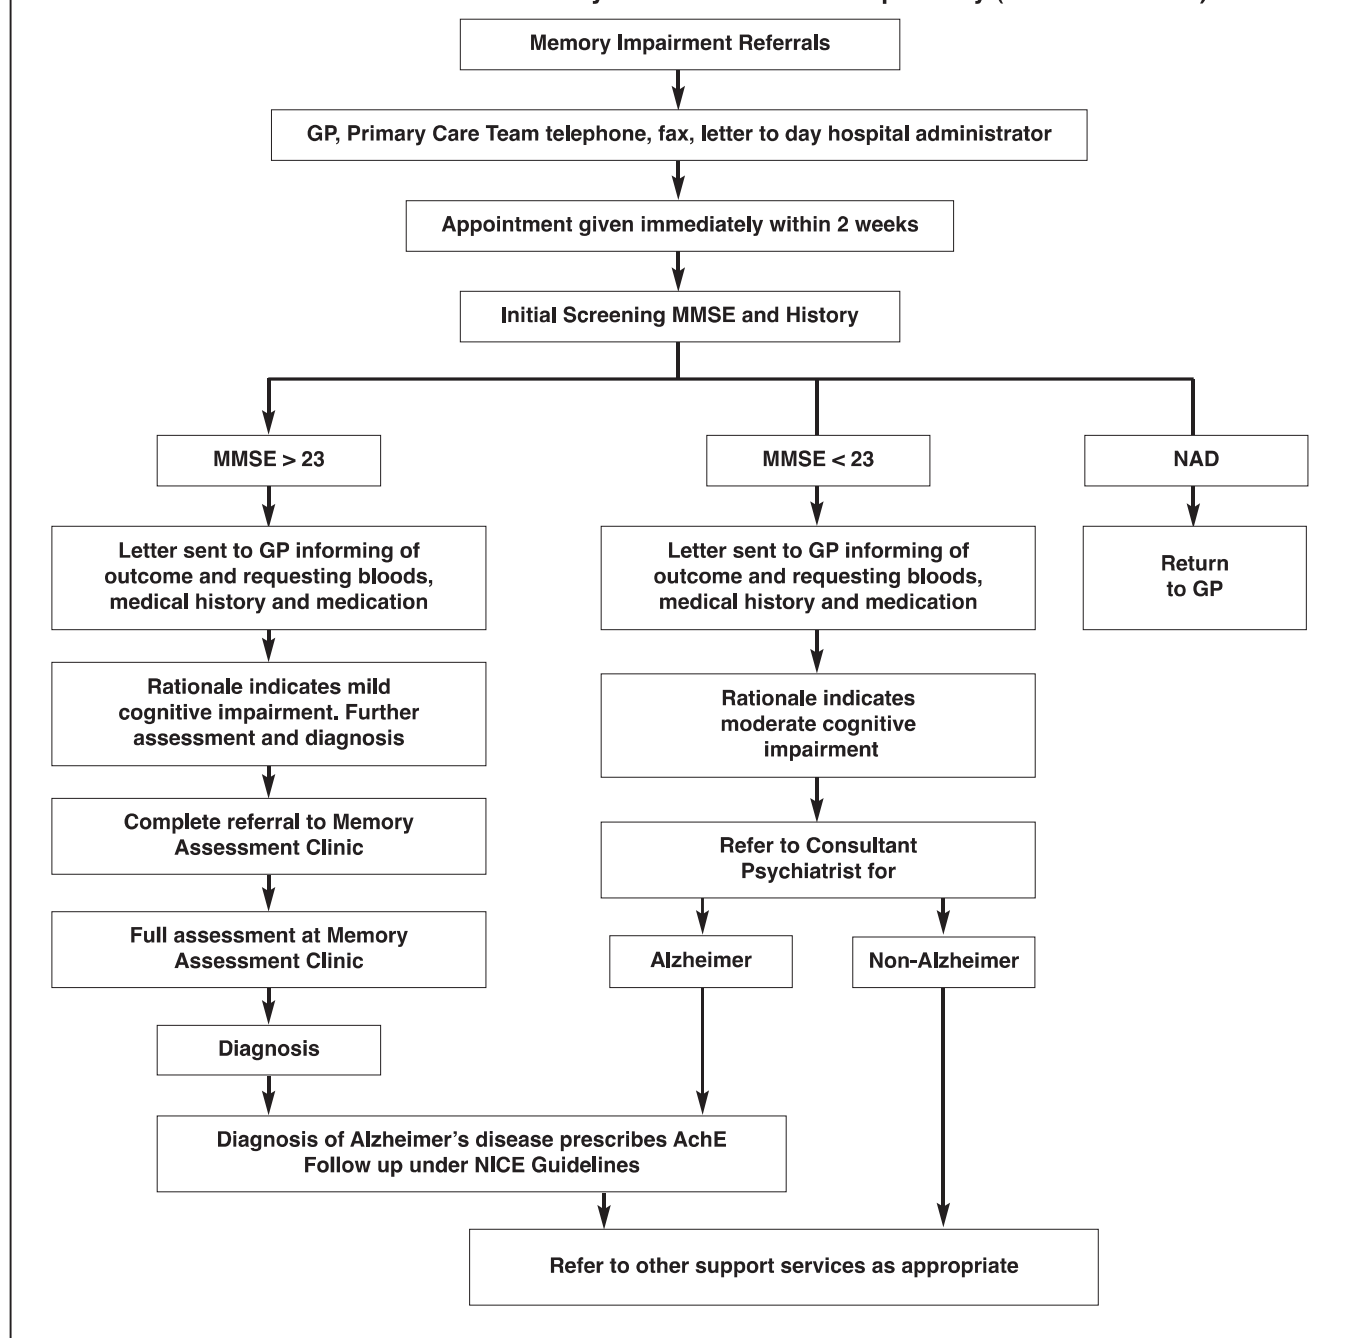 Memory Impairment Referrals
GP, Primary Care Team telephone, fax, letter to day hospital administrator
Appointment given immediately within 2 weeks
Initial Screening MMSE and History
MMSE > 23
MMSE < 23
NAD
Letter sent to GP informing of
outcome and requesting bloods,
medical history and medication
Letter sent to GP informing of
outcome and requesting bloods,
medical history and medication
Return
to GP
Rationale indicates mild
cognitive impairment. Further
assessment and diagnosis
Rationale indicates
moderate cognitive
impairment
Complete referral to Memory
Assessment Clinic
Refer to Consultant
Psychiatrist for
Full assessment at Memory
Assessment Clinic
Alzheimer
Non-Alzheimer
Diagnosis
Diagnosis of Alzheimer's disease prescribes AchE
Follow up under NICE Guidelines
Refer to other support services as appropriate